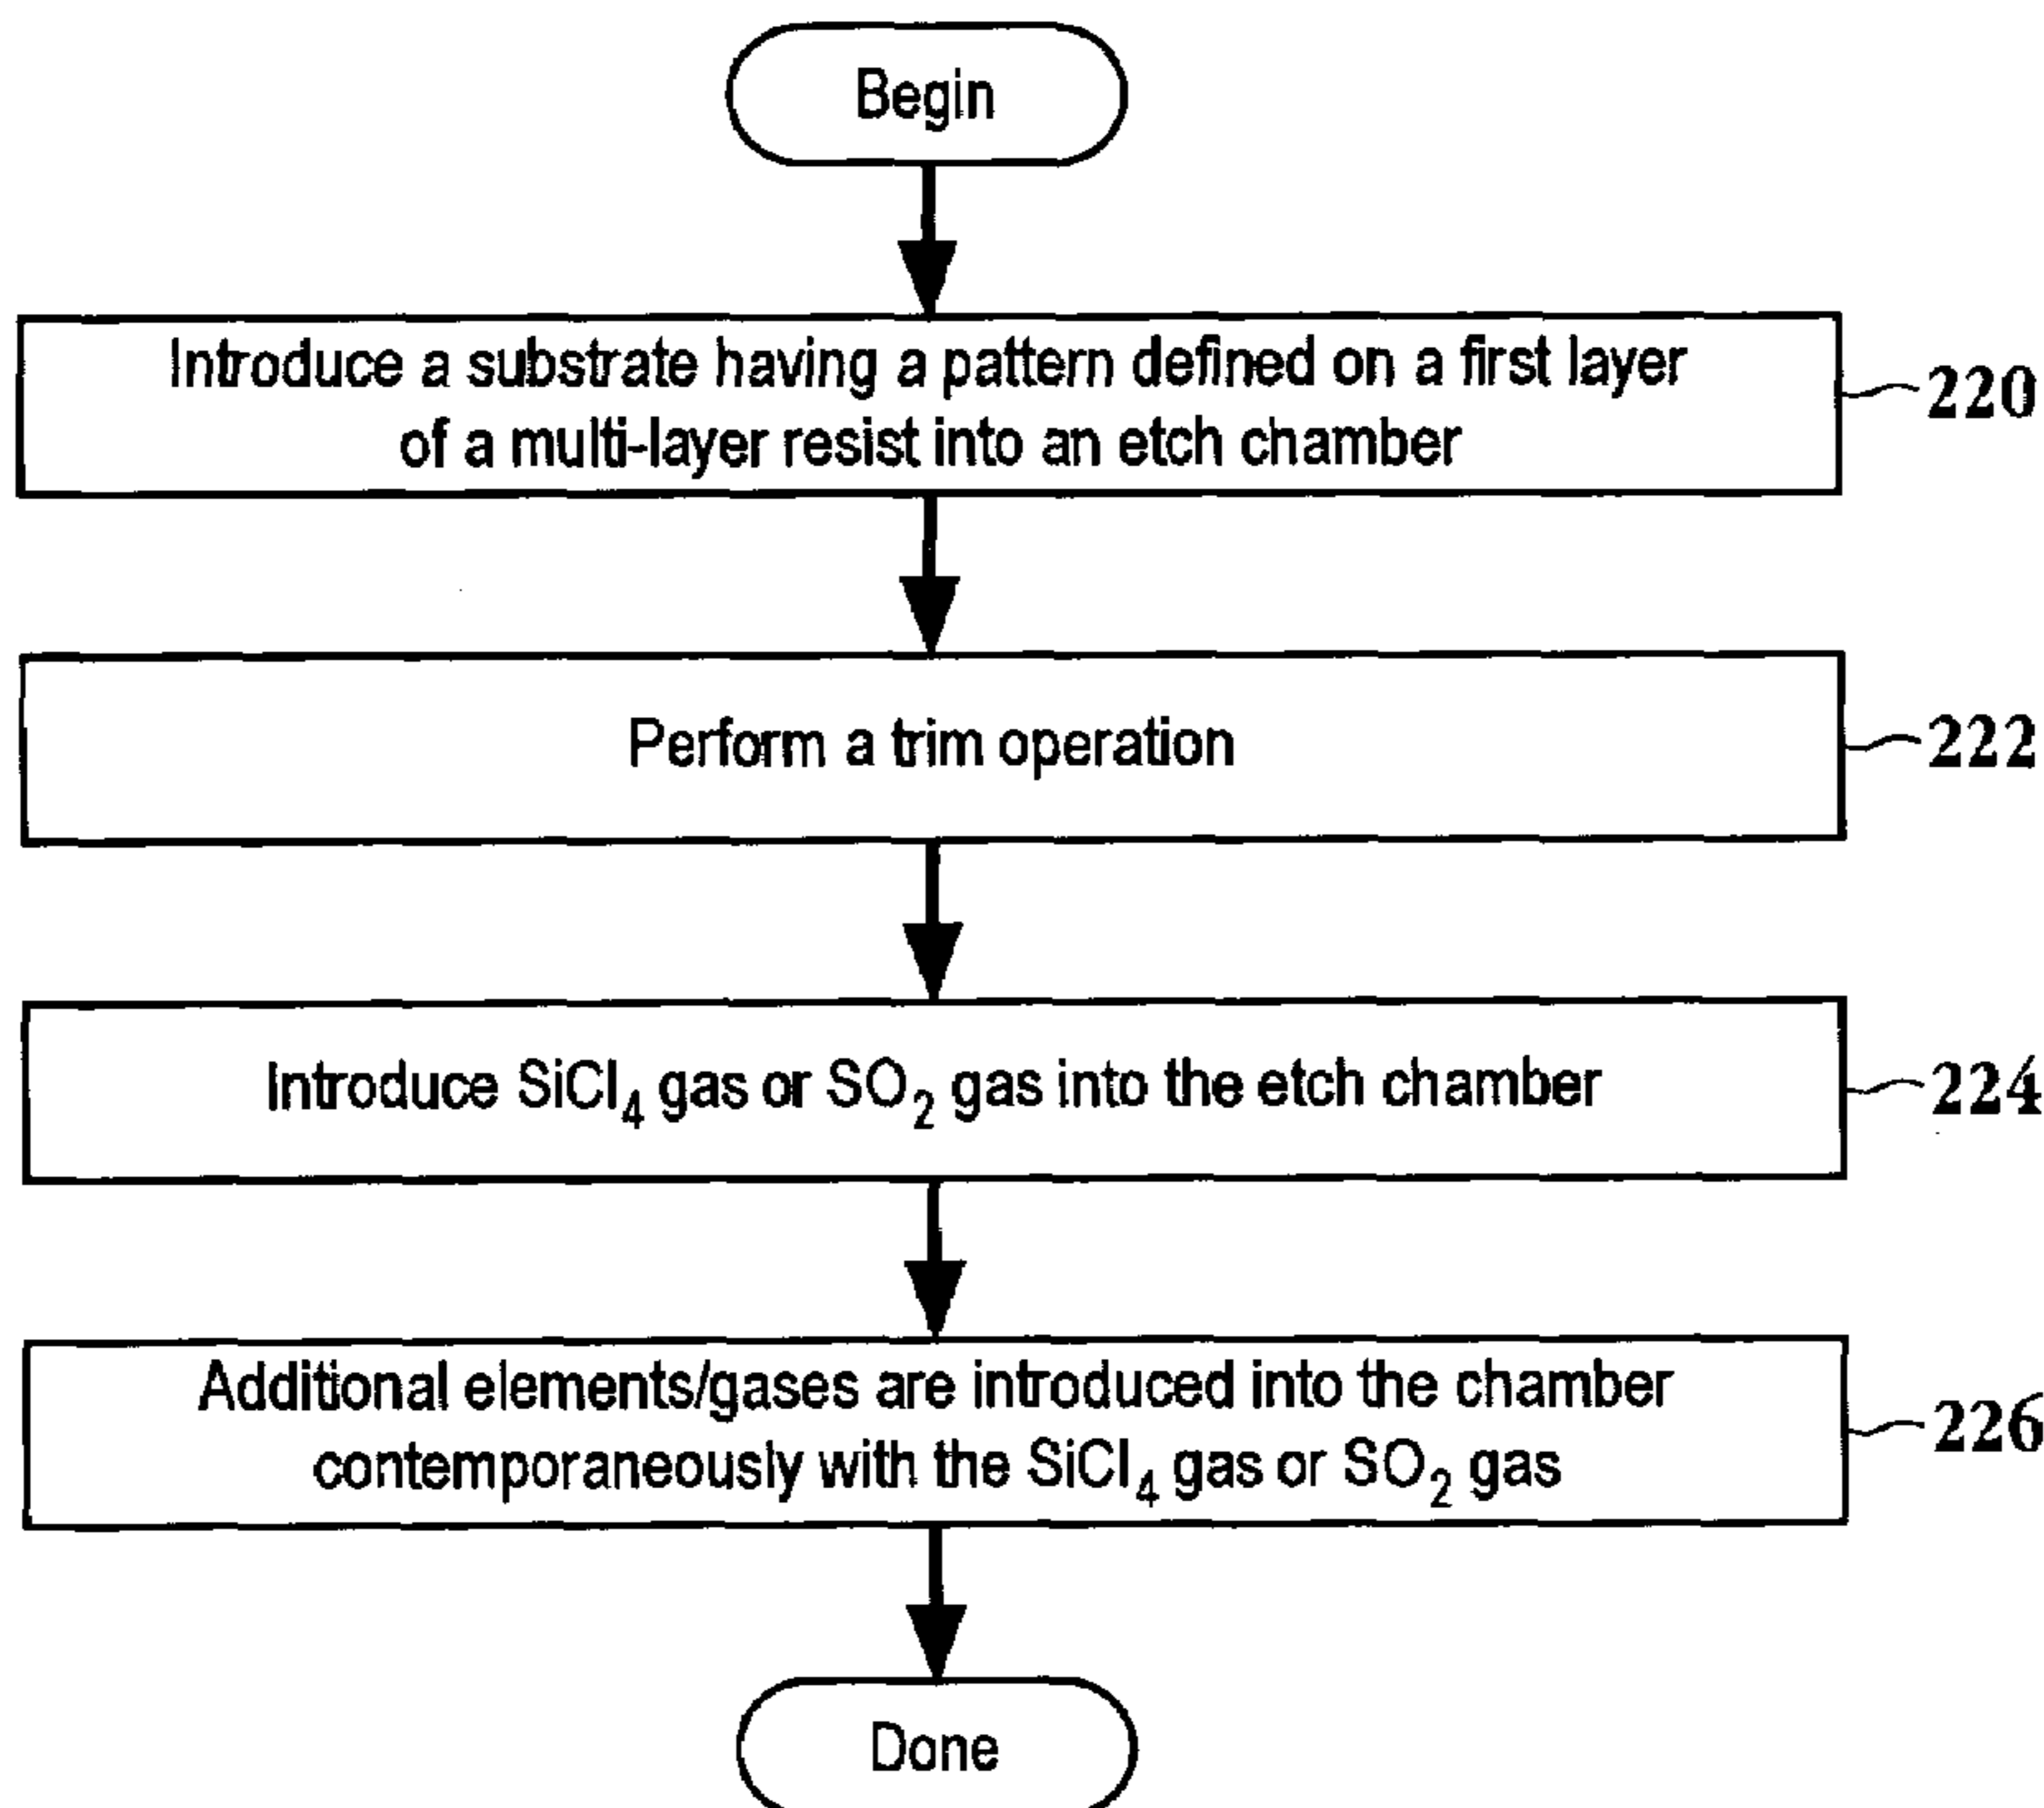 Begin
Introduce a substrate having a pattern defined on a first layer
of a multi-layer resist into an etch chamber
220
Perform a trim operation
222
Introduce SiCl₄ gas or SO₂ gas into the etch chamber
224
Additional elements/gases are introduced into the chamber
contemporaneously with the SiCl₄ gas or SO₂ gas
226
Done